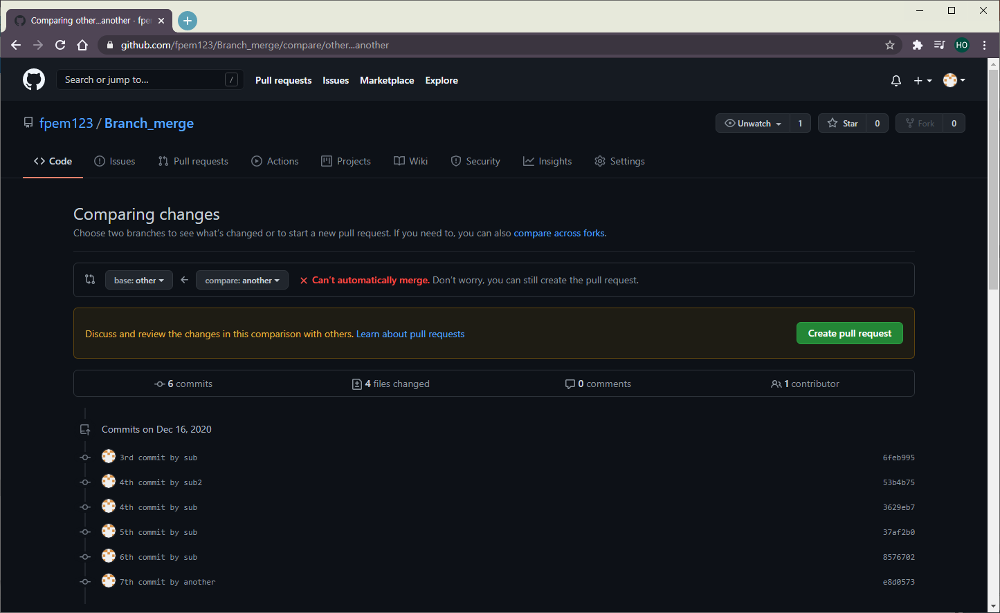 Comparing other...another · fpe
github.com/fpem123/Branch_merge/compare/other...another
HO
Search or jump to... /
Pull requests Issues Marketplace Explore
fpem123 / Branch_merge
Unwatch 1 Star 0 Fork 0
Code Issues Pull requests Actions Projects Wiki Security Insights Settings
Comparing changes
Choose two branches to see what's changed or to start a new pull request. If you need to, you can also compare across forks.
base: other compare: another Can't automatically merge. Don't worry, you can still create the pull request.
Discuss and review the changes in this comparison with others. Learn about pull requests
Create pull request
6 commits 4 files changed 0 comments 1 contributor
Commits on Dec 16, 2020
3rd commit by sub 6feb995
4th commit by sub2 53b4b75
4th commit by sub 3629eb7
5th commit by sub 37af2b0
6th commit by sub 8576702
7th commit by another e8d0573